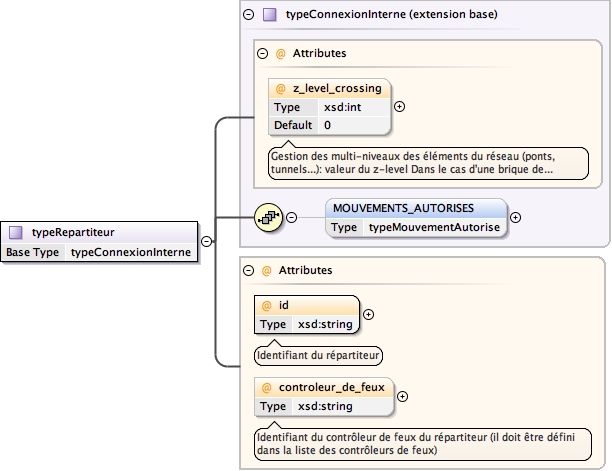 typeConnexionInterne (extension base)
@ Attributes
@ z_level_crossing
Type xsd:int
Default 0
Gestion des multi-niveaux des éléments du réseau (ponts,
tunnels...): valeur du z-level Dans le cas d'une brique de...
MOUVEMENTS_AUTORISES
Type typeMouvementAutorise
typeRepartiteur
Base Type typeConnexionInterne
@ Attributes
@ id
Type xsd:string
Identifiant du répartiteur
@ controleur_de_feux
Type xsd:string
Identifiant du contrôleur de feux du répartiteur (il doit être défini
dans la liste des contrôleurs de feux)